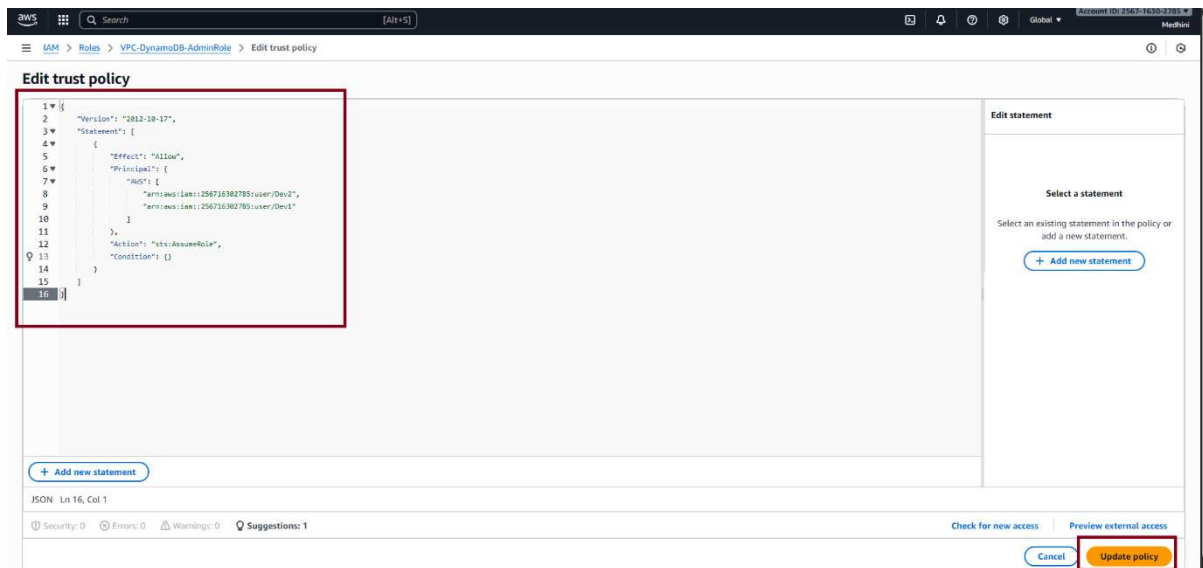 aws
Search [Alt+S]
Global
Account ID: 2567-1630-2785
Medhini
IAM > Roles > VPC-DynamoDB-AdminRole > Edit trust policy
Edit trust policy
1 {
2 "Version": "2012-10-17",
3 "Statement": [
4 {
5 "Effect": "Allow",
6 "Principal": {
7 "AWS": [
8 "arn:aws:iam::256716302785:user/Dev2",
9 "arn:aws:iam::256716302785:user/Dev1"
10 ]
11 },
12 "Action": "sts:AssumeRole",
13 "Condition": {}
14 }
15 ]
16 }
Edit statement
Select a statement
Select an existing statement in the policy or
add a new statement.
+ Add new statement
+ Add new statement
JSON Ln 16, Col 1
Security: 0 Errors: 0 Warnings: 0 Suggestions: 1
Check for new access Preview external access
Cancel Update policy